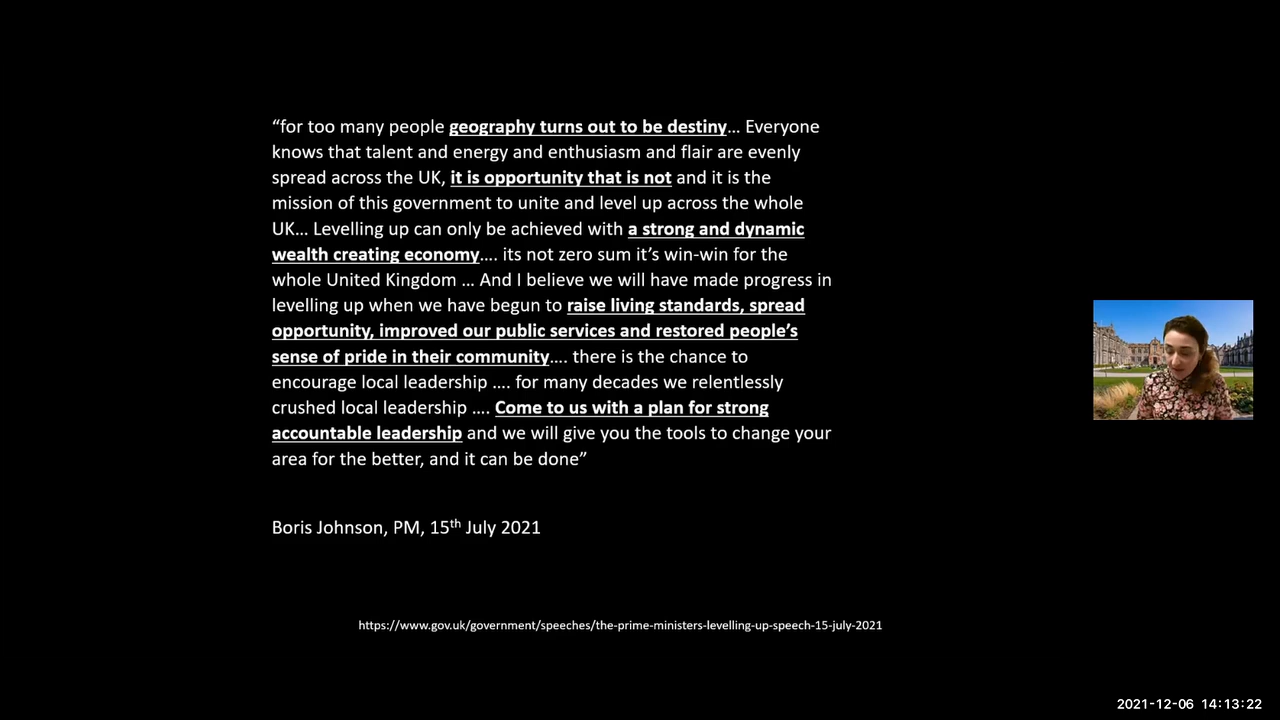 “for too many people geography turns out to be destiny… Everyone
knows that talent and energy and enthusiasm and flair are evenly
spread across the UK, it is opportunity that is not and it is the
mission of this government to unite and level up across the whole
UK… Levelling up can only be achieved with a strong and dynamic
wealth creating economy…. its not zero sum it’s win-win for the
whole United Kingdom … And I believe we will have made progress in
levelling up when we have begun to raise living standards, spread
opportunity, improved our public services and restored people’s
sense of pride in their community…. there is the chance to
encourage local leadership …. for many decades we relentlessly
crushed local leadership …. Come to us with a plan for strong
accountable leadership and we will give you the tools to change your
area for the better, and it can be done”
Boris Johnson, PM, 15th July 2021
https://www.gov.uk/government/speeches/the-prime-ministers-levelling-up-speech-15-july-2021
2021-12-06 14:13:22